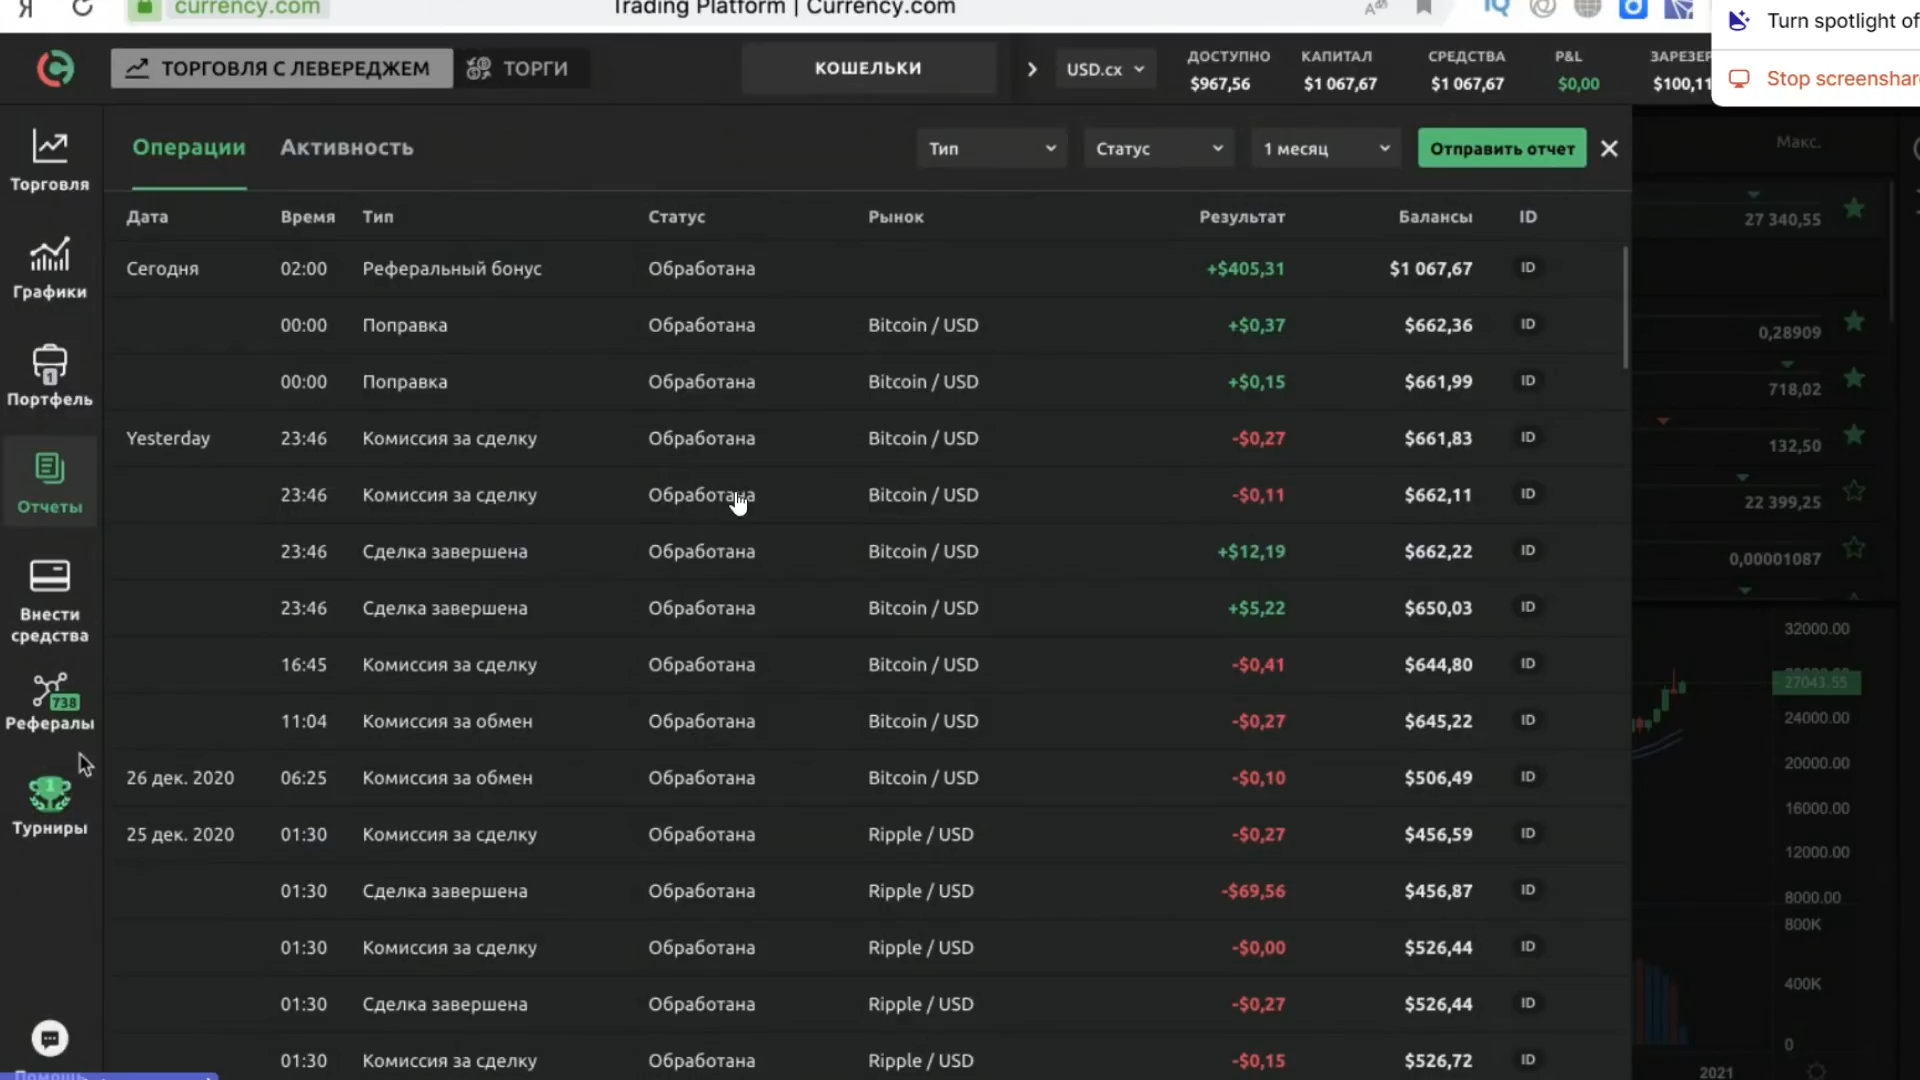 Я
currency.com
Trading Platform | Currency.com
IQ
Turn spotlight of
Stop screenshar
ТОРГОВЛЯ С ЛЕВЕРЕДЖЕМ
ТОРГИ
КОШЕЛЬКИ
USD.cx
ДОСТУПНО
$967,56
КАПИТАЛ
$1 067,67
СРЕДСТВА
$1 067,67
P&L
$0,00
ЗАРЕЗЕР
$100,11
Торговля
Графики
1
Портфель
Отчеты
Внести
средства
738
Рефералы
1
Турниры
Помощь
Операции
Активность
Тип
Статус
1 месяц
Отправить отчет
Дата Время Тип Статус Рынок Результат Балансы ID
Сегодня 02:00 Реферальный бонус Обработана +$405,31 $1 067,67 ID
00:00 Поправка Обработана Bitcoin / USD +$0,37 $662,36 ID
00:00 Поправка Обработана Bitcoin / USD +$0,15 $661,99 ID
Yesterday 23:46 Комиссия за сделку Обработана Bitcoin / USD -$0,27 $661,83 ID
23:46 Комиссия за сделку Обработана Bitcoin / USD -$0,11 $662,11 ID
23:46 Сделка завершена Обработана Bitcoin / USD +$12,19 $662,22 ID
23:46 Сделка завершена Обработана Bitcoin / USD +$5,22 $650,03 ID
16:45 Комиссия за сделку Обработана Bitcoin / USD -$0,41 $644,80 ID
11:04 Комиссия за обмен Обработана Bitcoin / USD -$0,27 $645,22 ID
26 дек. 2020 06:25 Комиссия за обмен Обработана Bitcoin / USD -$0,10 $506,49 ID
25 дек. 2020 01:30 Комиссия за сделку Обработана Ripple / USD -$0,27 $456,59 ID
01:30 Сделка завершена Обработана Ripple / USD -$69,56 $456,87 ID
01:30 Комиссия за сделку Обработана Ripple / USD -$0,00 $526,44 ID
01:30 Сделка завершена Обработана Ripple / USD -$0,27 $526,44 ID
01:30 Комиссия за сделку Обработана Ripple / USD -$0,15 $526,72 ID
Макс.
27 340,55
0,28909
718,02
132,50
22 399,25
0,00001087
32000.00
27043.55
24000.00
20000.00
16000.00
12000.00
8000.00
800K
400K
0
2021